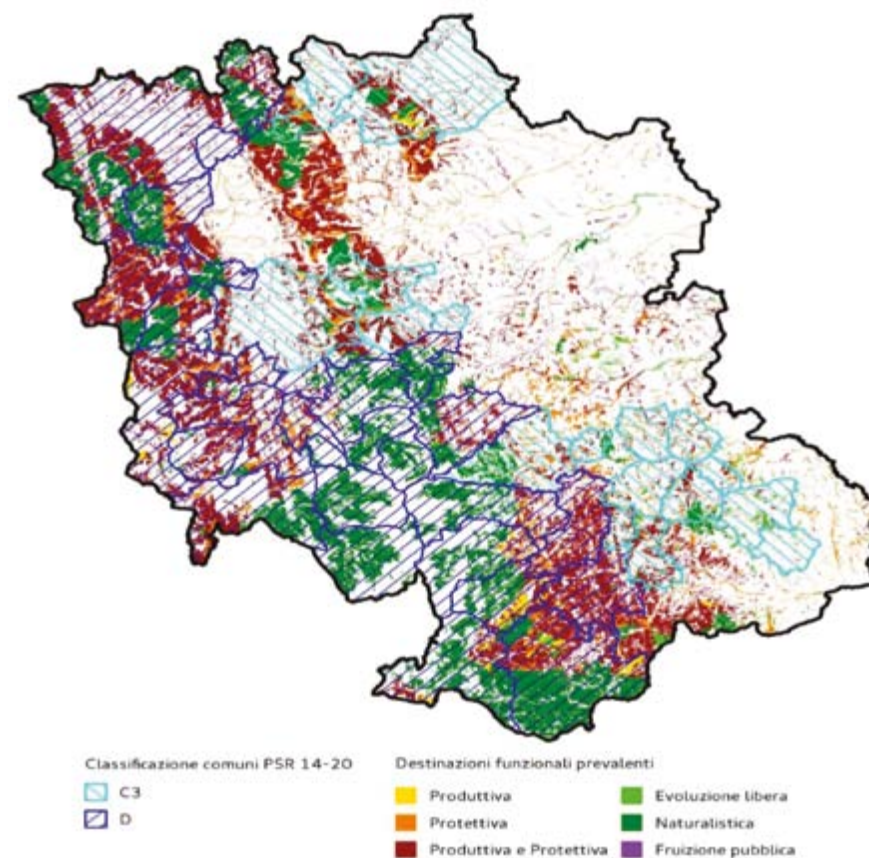 Classificazione comuni PSR 14-20
C3
D
Destinazioni funzionali prevalenti
Produttiva
Protettiva
Produttiva e Protettiva
Evoluzione libera
Naturalistica
Fruizione pubblica